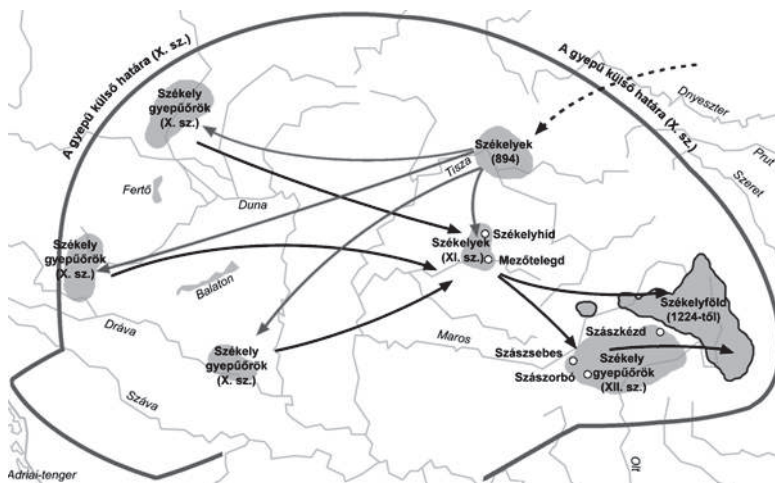 A gyepű külső határa (X. sz.)
A gyepű külső határa (X. sz.)
Dnyeszter
Prut
Szeret
Székely
gyepűőrök
(X. sz.)
Székelyek
(894)
Tisza
Fertő
Duna
Székely
gyepűőrök
(X. sz.)
Székelyek
(XI. sz.)
Székelyhíd
Mezőtelegd
Balaton
Székelyföld
(1224-től)
Dráva
Maros
Szászkézd
Szászsebes
Székely
gyepűőrök
(X. sz.)
Székely
gyepűőrök
(XII. sz.)
Szászorbó
Száva
Olt
Adriai-tenger